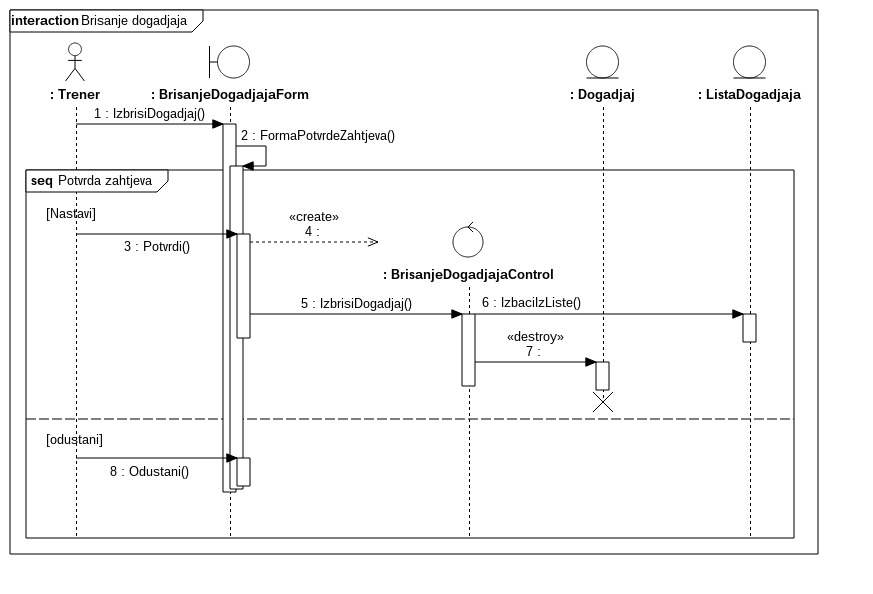 interaction Brisanje dogadjaja
: Trener
: BrisanjeDogadjajaForm
: Dogadjaj
: ListaDogadjaja
1 : IzbrisiDogadjaj()
2 : FormaPotvrdeZahtjeva()
seq Potvrda zahtjeva
[Nastavi]
«create»
4 :
3 : Potvrdi()
: BrisanjeDogadjajaControl
5 : IzbrisiDogadjaj()
6 : IzbaciIzListe()
«destroy»
7 :
[odustani]
8 : Odustani()